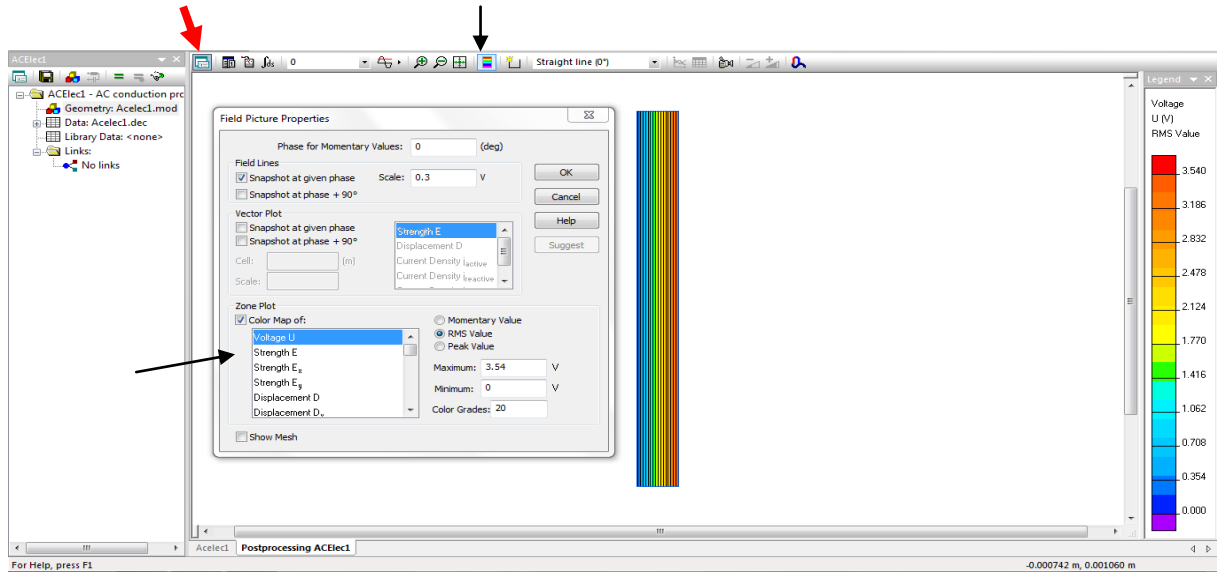 ACElec1
ACElec1 - AC conduction prc
Geometry: Acelec1.mod
Data: Acelec1.dec
Library Data: <none>
Links:
No links
0
Straight line (0°)
Field Picture Properties
Phase for Momentary Values: 0 (deg)
Field Lines
Snapshot at given phase Scale: 0.3 V
Snapshot at phase + 90°
OK
Cancel
Help
Suggest
Vector Plot
Snapshot at given phase
Snapshot at phase + 90°
Cell: (m)
Scale:
Strength E
Displacement D
Current Density jactive
Current Density jreactive
Zone Plot
Color Map of:
Voltage U
Strength E
Strength Ex
Strength Ey
Displacement D
Displacement Dx
Momentary Value
RMS Value
Peak Value
Maximum: 3.54 V
Minimum: 0 V
Color Grades: 20
Show Mesh
Legend
Voltage
U (V)
RMS Value
3.540
3.186
2.832
2.478
2.124
1.770
1.416
1.062
0.708
0.354
0.000
Acelec1 Postprocessing ACElec1
For Help, press F1
-0.000742 m, 0.001060 m